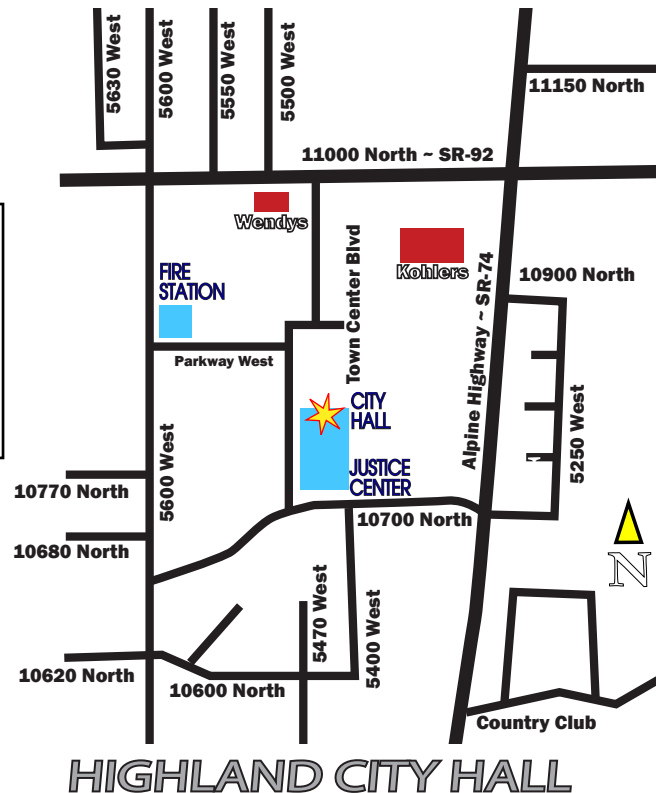 5630 West
5600 West
5550 West
5500 West
11150 North
11000 North ~ SR-92
Wendys
Town Center Blvd
Kohlers
Alpine Highway ~ SR-74
10900 North
FIRE
STATION
Parkway West
CITY
HALL
JUSTICE
CENTER
5600 West
5250 West
10770 North
10700 North
10680 North
N
5470 West
5400 West
10620 North
10600 North
Country Club
HIGHLAND CITY HALL